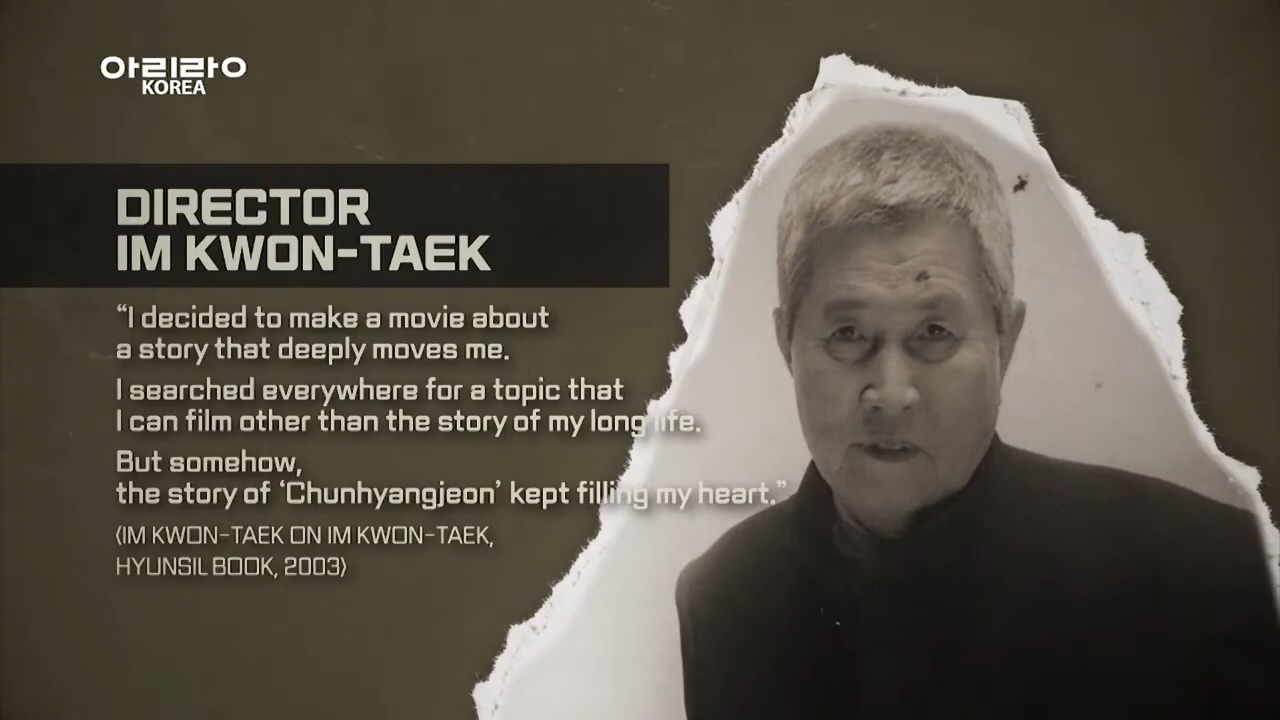 아리랑
KOREA
DIRECTOR
IM KWON-TAEK
“I decided to make a movie about
a story that deeply moves me.
I searched everywhere for a topic that
I can film other than the story of my long life.
But somehow,
the story of ‘Chunhyangjeon’ kept filling my heart.”
〈IM KWON-TAEK ON IM KWON-TAEK,
HYUNSIL BOOK, 2003〉